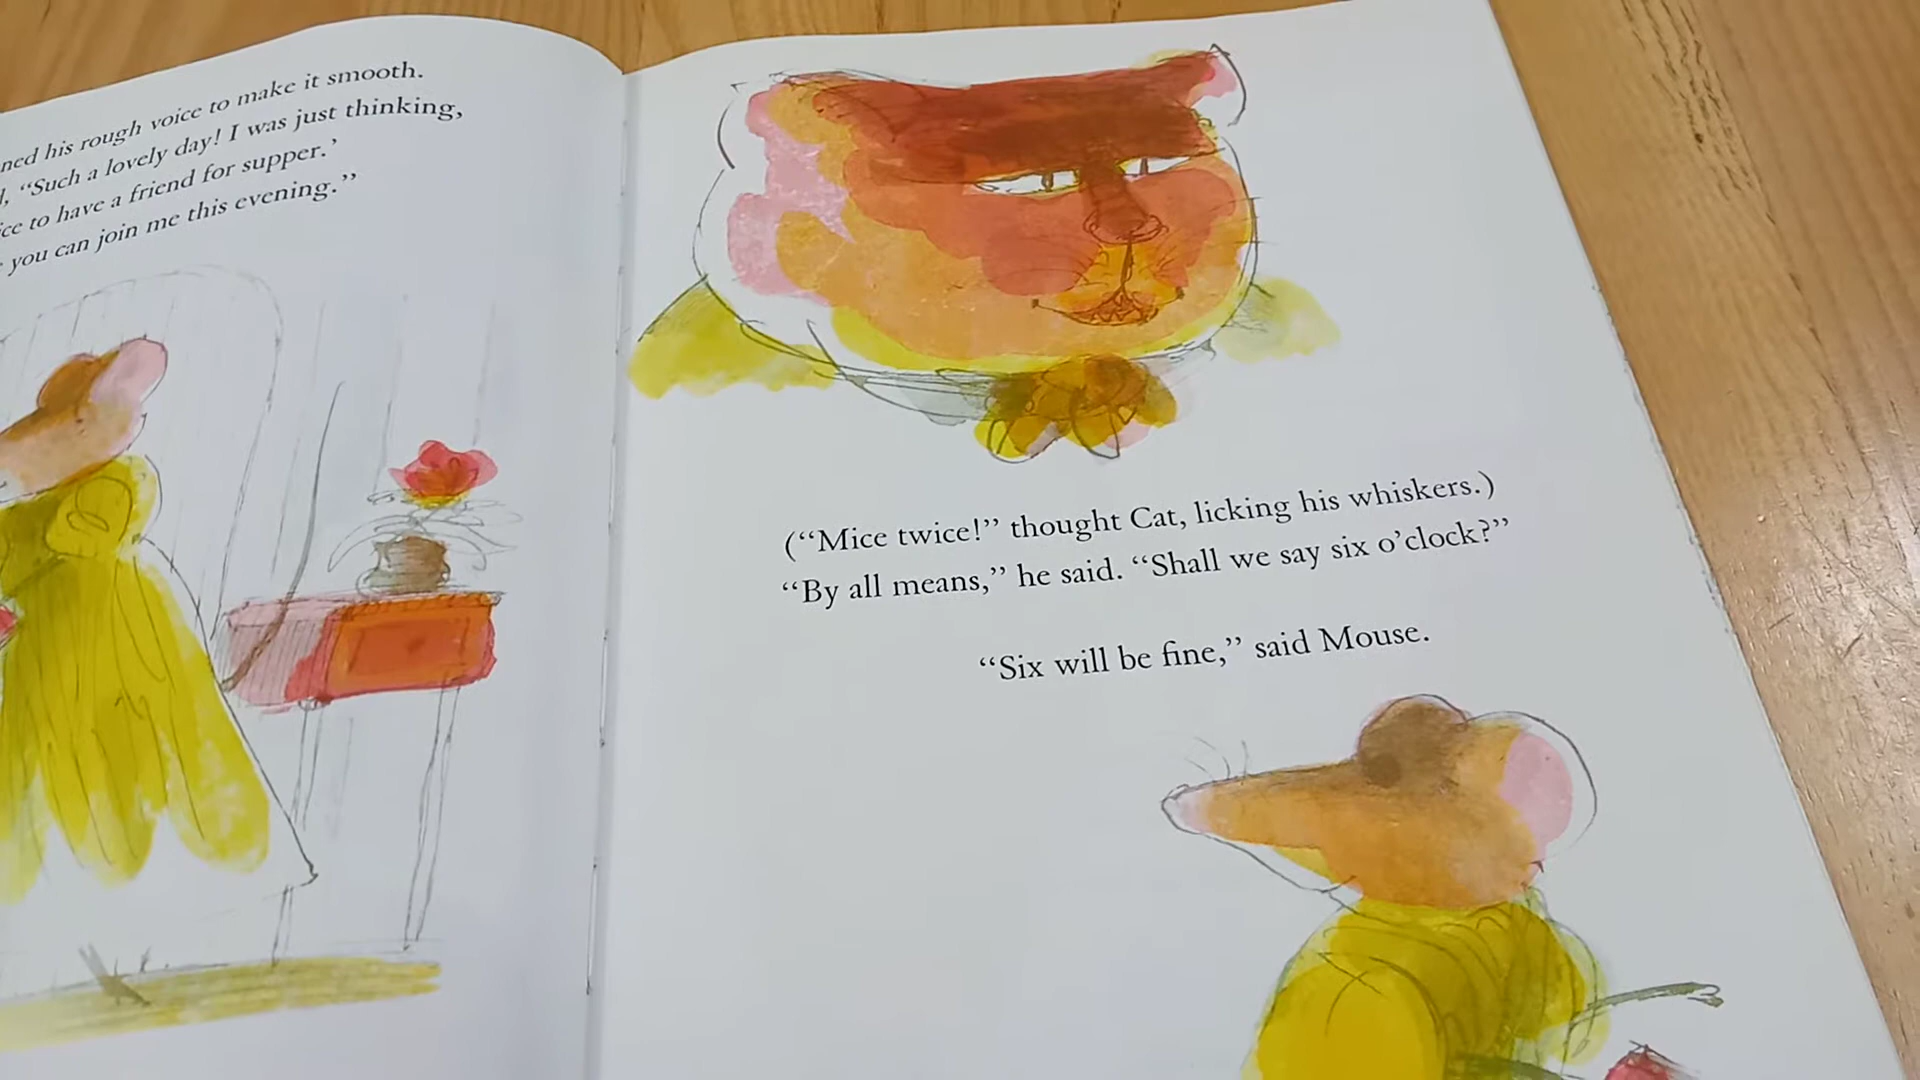 his rough voice to make it smooth.
“Such a lovely day! I was just thinking,
to have a friend for supper.’
you can join me this evening.”
(“Mice twice!” thought Cat, licking his whiskers.)
“By all means,” he said. “Shall we say six o’clock?”
“Six will be fine,” said Mouse.